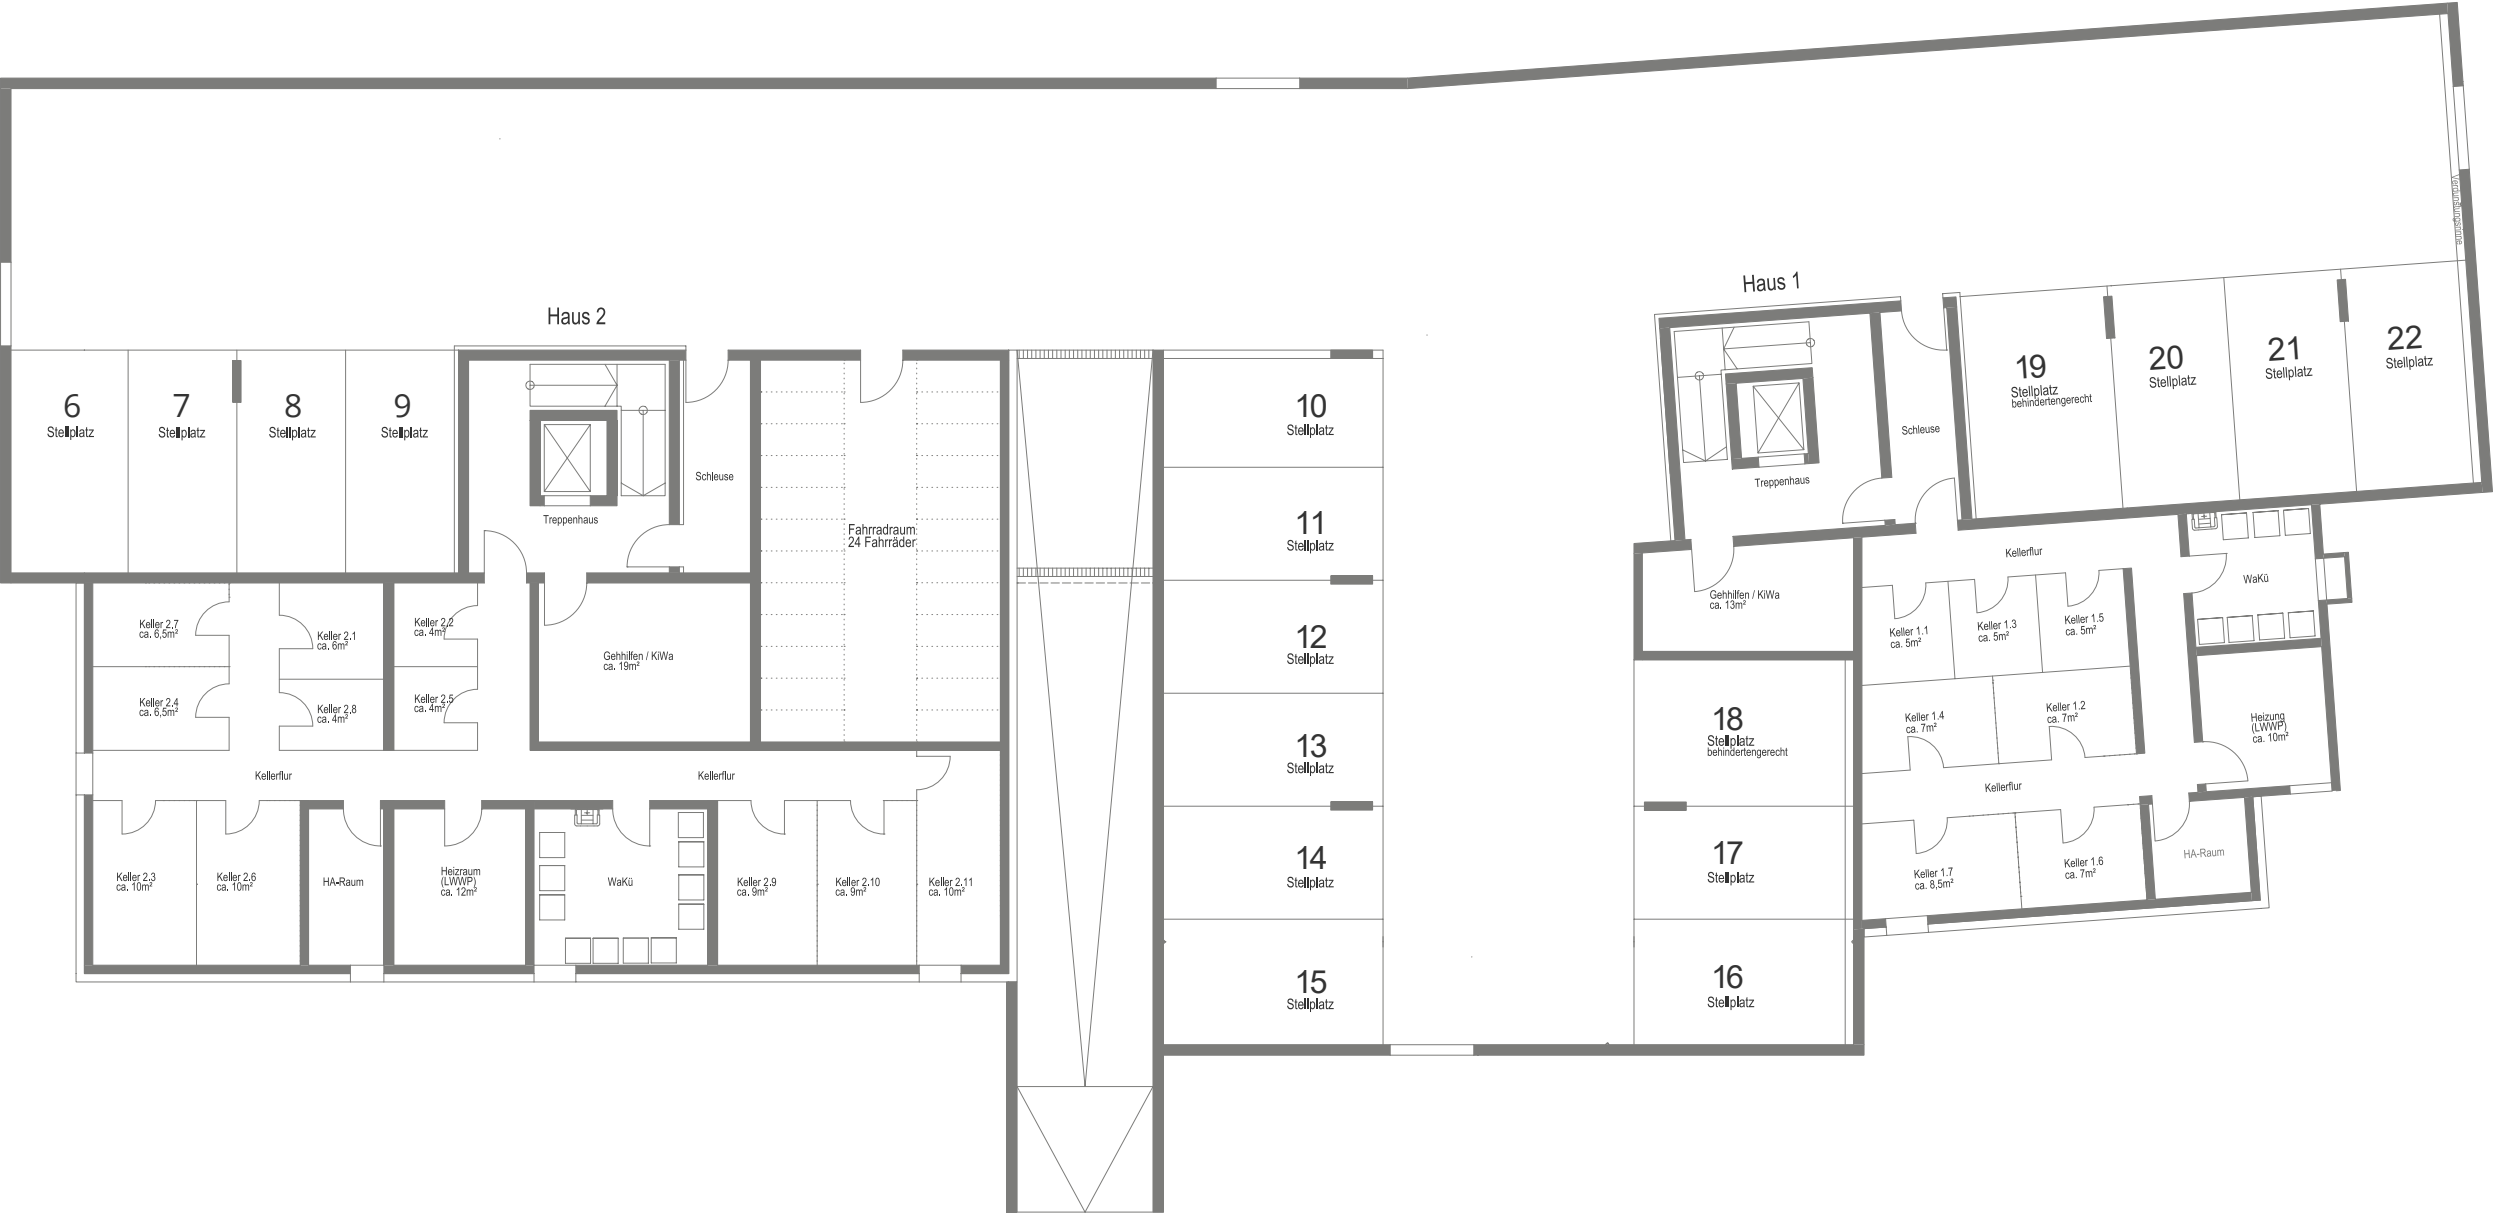 Haus 2
Haus 1
Verdunstungsrinne
6
Stellplatz
7
Stellplatz
8
Stellplatz
9
Stellplatz
Treppenhaus
Schleuse
Fahrradraum
24 Fahrräder
10
Stellplatz
11
Stellplatz
12
Stellplatz
13
Stellplatz
14
Stellplatz
15
Stellplatz
Treppenhaus
Schleuse
19
Stellplatz
behindertengerecht
20
Stellplatz
21
Stellplatz
22
Stellplatz
Keller 2.7
ca. 6,5m²
Keller 2.1
ca. 6m²
Keller 2.2
ca. 4m²
Keller 2.4
ca. 6,5m²
Keller 2.8
ca. 4m²
Keller 2.5
ca. 4m²
Gehhilfen / KiWa
ca. 19m²
Kellerflur
Kellerflur
Keller 2.3
ca. 10m²
Keller 2.6
ca. 10m²
HA-Raum
Heizraum
(LWWP)
ca. 12m²
WaKü
Keller 2.9
ca. 9m²
Keller 2.10
ca. 9m²
Keller 2.11
ca. 10m²
Gehhilfen / KiWa
ca. 13m²
Kellerflur
WaKü
Keller 1.1
ca. 5m²
Keller 1.3
ca. 5m²
Keller 1.5
ca. 5m²
Keller 1.4
ca. 7m²
Keller 1.2
ca. 7m²
Heizung
(LWWP)
ca. 10m²
18
Stellplatz
behindertengerecht
Kellerflur
17
Stellplatz
Keller 1.7
ca. 8,5m²
Keller 1.6
ca. 7m²
HA-Raum
16
Stellplatz